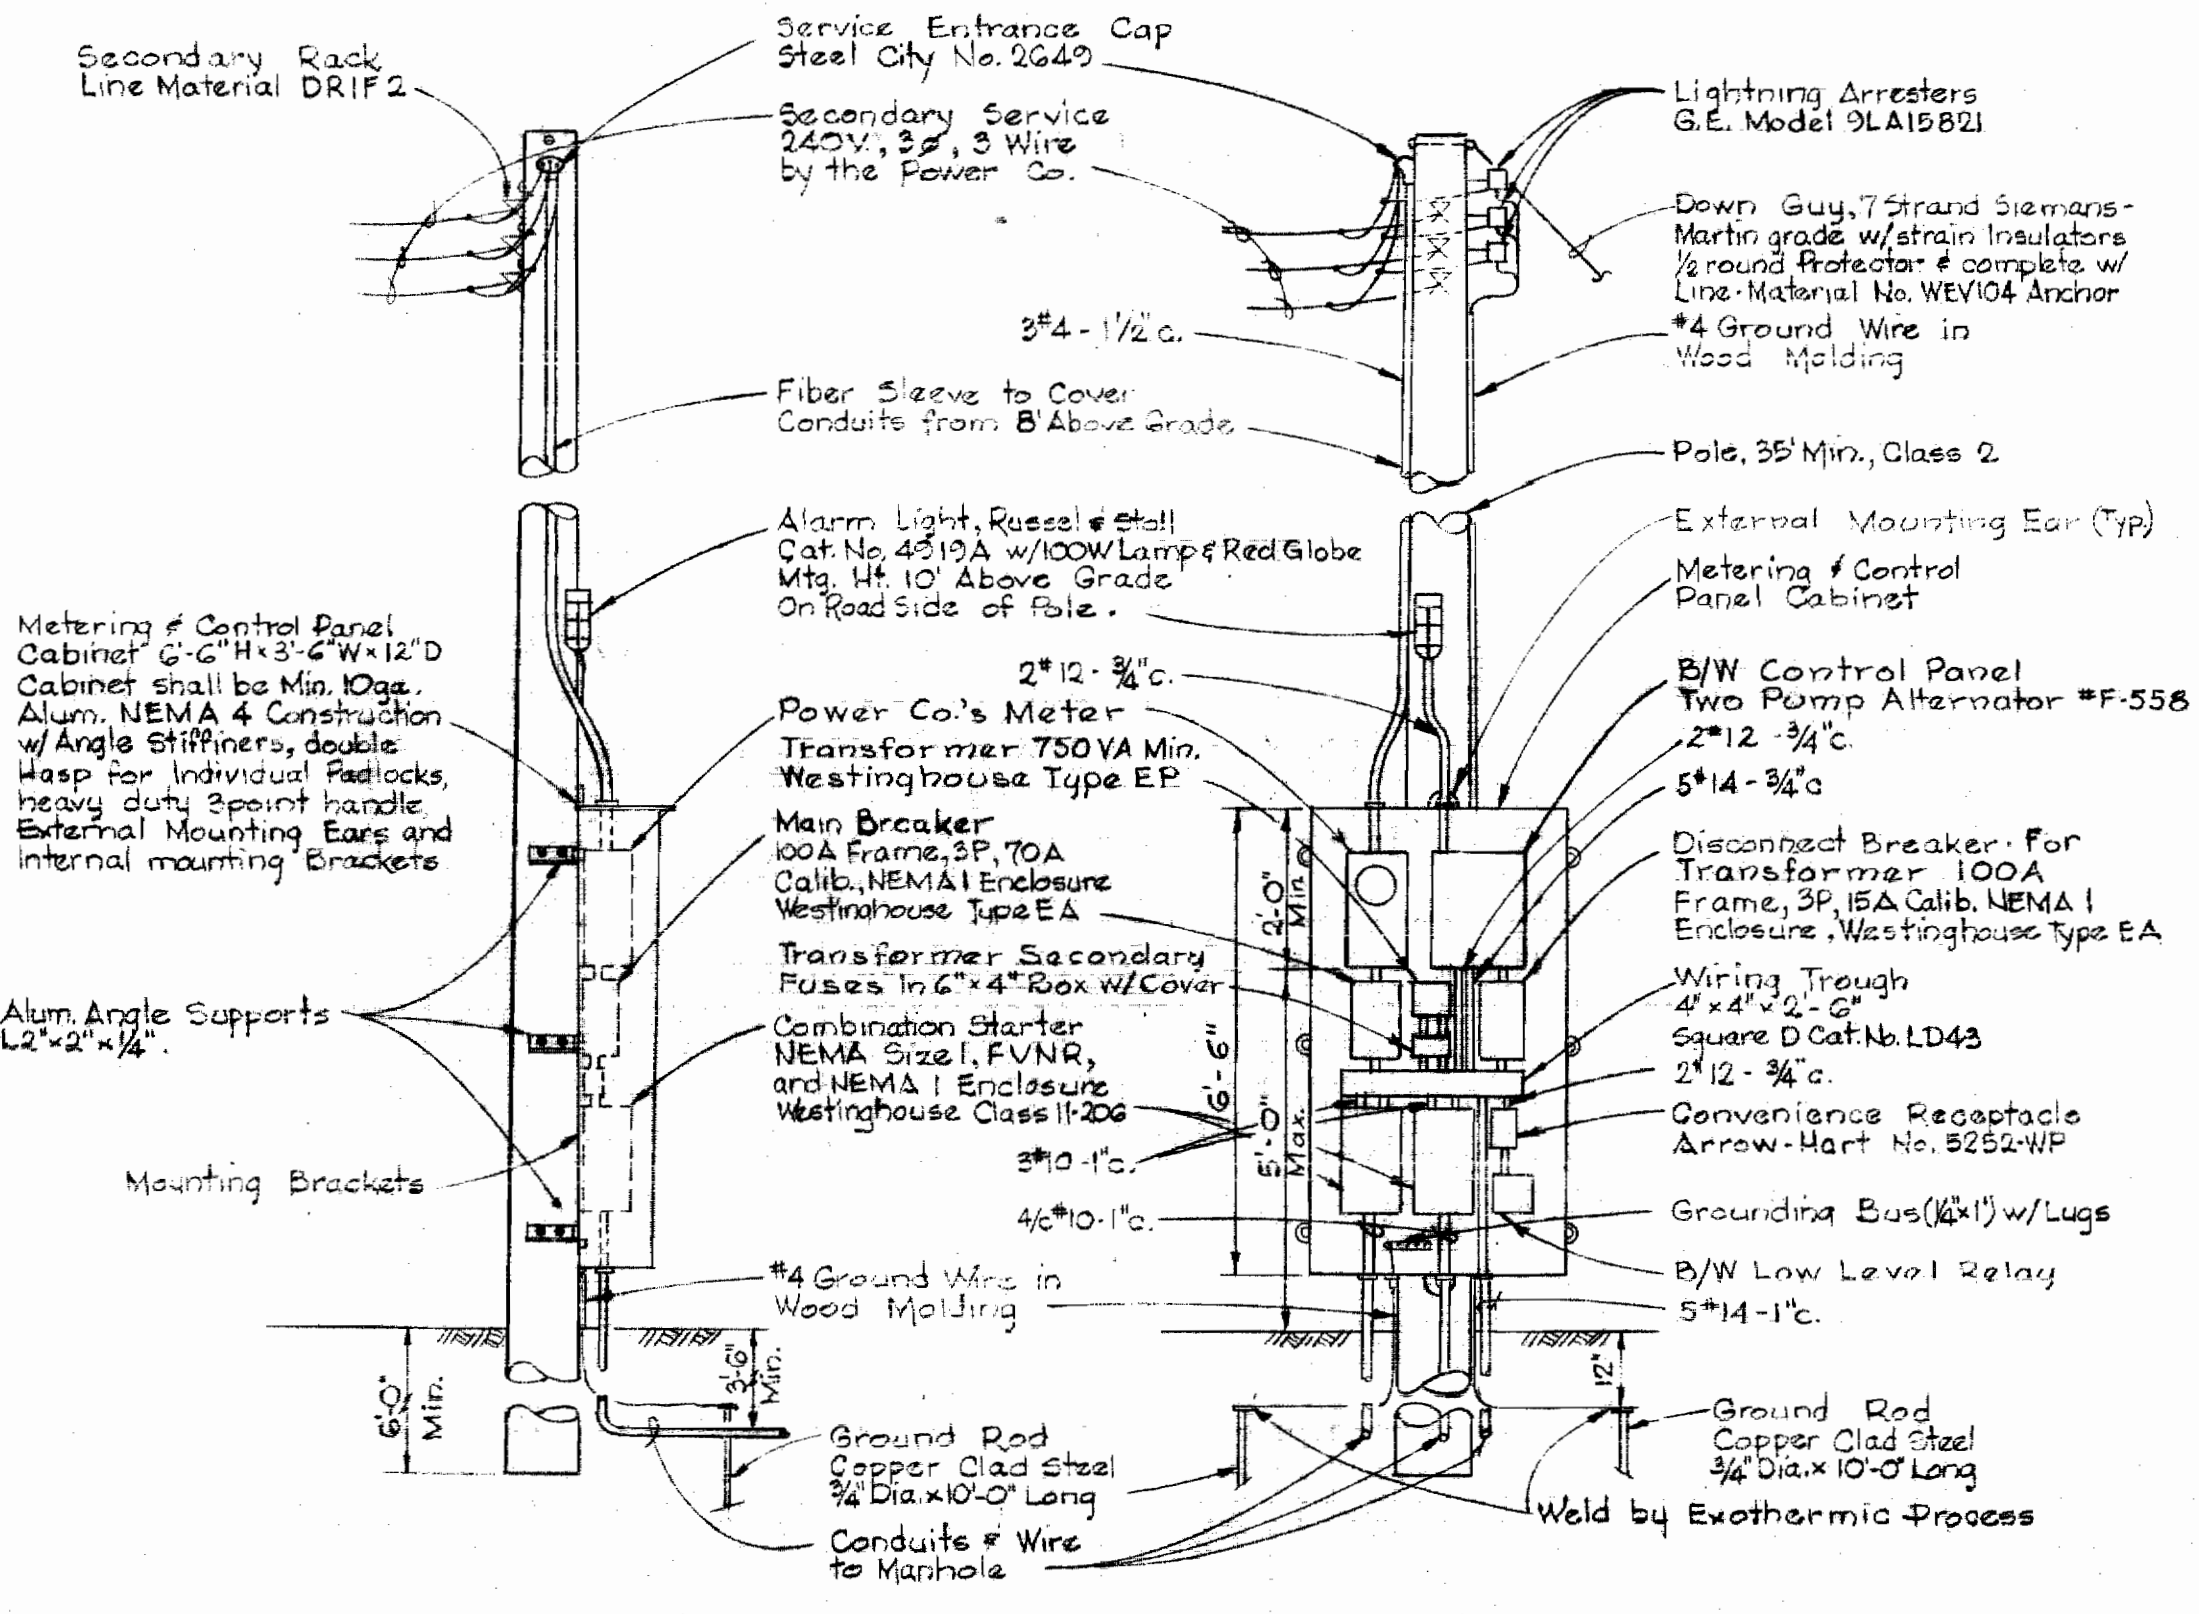 Secondary Rack
Line Material DR1F2
Service Entrance Cap
Steel City No. 2649
Secondary Service
240V., 3ø, 3 Wire
by the Power Co.
Lightning Arresters
G.E. Model 9LA15B21
Down Guy, 7 Strand Siemans-
Martin grade w/strain Insulators
½ round Protector & complete w/
Line-Material No. WEV104 Anchor
3#4 - 1½"c.
#4 Ground Wire in
Wood Molding
Fiber Sleeve to Cover
Conduits from 8' Above Grade
Pole, 35' Min., Class 2
Alarm Light, Russel & Stoll
Cat. No. 4919A w/100W Lamp & Red Globe
Mtg. Ht. 10' Above Grade
On Road Side of Pole.
External Mounting Ear (Typ.)
Metering & Control
Panel Cabinet
Metering & Control Panel
Cabinet 6'-6"H x 3'-6"W x 12"D
Cabinet shall be Min. 10ga.
Alum. NEMA 4 Construction
w/ Angle Stiffiners, double
Hasp for Individual Padlocks,
heavy duty 3point handle
External Mounting Ears and
Internal mounting Brackets
2#12 - ¾"c.
Power Co.'s Meter
Transformer 750VA Min.
Westinghouse Type EP
B/W Control Panel
Two Pump Alternator #F-558
2#12 - ¾"c.
5#14 - ¾"c
Main Breaker
100A Frame, 3P, 70A
Calib., NEMA 1 Enclosure
Westinghouse Type EA
Disconnect Breaker For
Transformer 100A
Frame, 3P, 15A Calib. NEMA 1
Enclosure, Westinghouse Type EA
2'-0"
Min.
Transformer Secondary
Fuses In 6"x4" Box w/Cover
Wiring Trough
4"x4"x2'-6"
Square D Cat. No. LD43
2#12 - ¾"c.
Alum. Angle Supports
L2"x2"x¼".
Combination Starter
NEMA Size 1, FVNR,
and NEMA 1 Enclosure
Westinghouse Class 11-206
6'-6"
5'-0"
Max.
3#10 - 1"c.
Convenience Receptacle
Arrow-Hart No. 5252-WP
Mounting Brackets
4/c#10-1"c.
Grounding Bus (¼"x1") w/Lugs
#4 Ground Wire in
Wood Molding
B/W Low Level Relay
5#14 - 1"c.
6'-0"
Min.
3'-6"
Min.
12"
Ground Rod
Copper Clad Steel
¾" Dia. x 10'-0" Long
Ground Rod
Copper Clad Steel
¾" Dia. x 10'-0" Long
Weld by Exothermic Process
Conduits & Wire
to Manhole